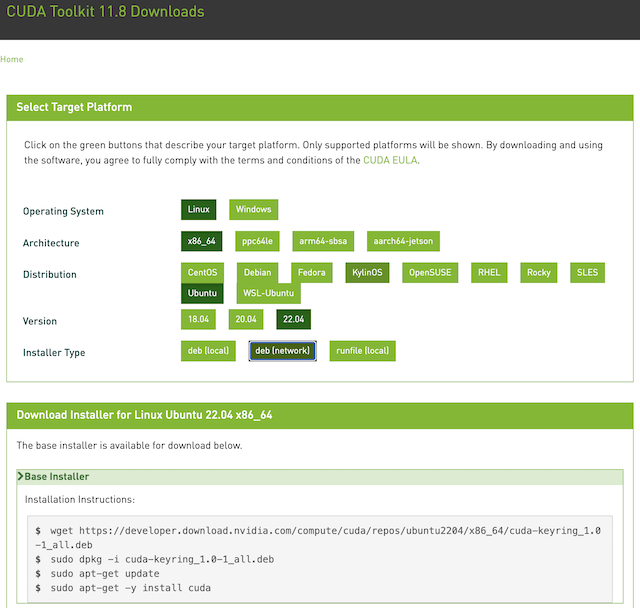 CUDA Toolkit 11.8 Downloads
Home
Select Target Platform
Click on the green buttons that describe your target platform. Only supported platforms will be shown. By downloading and using
the software, you agree to fully comply with the terms and conditions of the CUDA EULA.
Operating System Linux Windows
Architecture x86_64 ppc64le arm64-sbsa aarch64-jetson
Distribution CentOS Debian Fedora KylinOS OpenSUSE RHEL Rocky SLES
Ubuntu WSL-Ubuntu
Version 18.04 20.04 22.04
Installer Type deb (local) deb (network) runfile (local)
Download Installer for Linux Ubuntu 22.04 x86_64
The base installer is available for download below.
Base Installer
Installation Instructions:
$ wget https://developer.download.nvidia.com/compute/cuda/repos/ubuntu2204/x86_64/cuda-keyring_1.0
-1_all.deb
$ sudo dpkg -i cuda-keyring_1.0-1_all.deb
$ sudo apt-get update
$ sudo apt-get -y install cuda